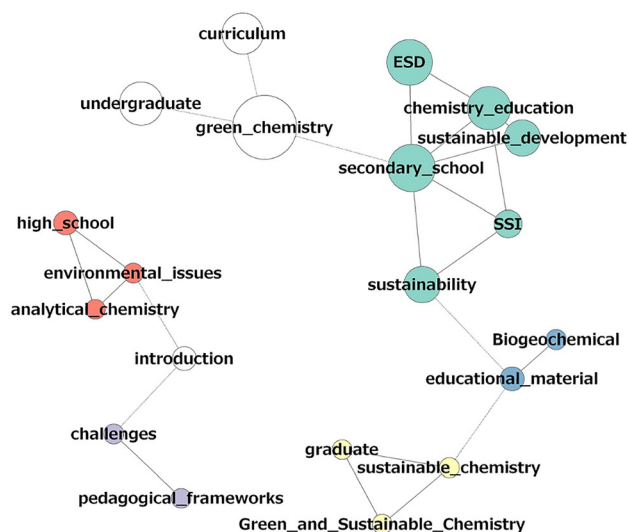 curriculum
ESD
undergraduate
chemistry_education
green_chemistry
sustainable_development
secondary_school
high_school
SSI
environmental_issues
sustainability
analytical_chemistry
Biogeochemical
introduction
educational_material
challenges
graduate
sustainable_chemistry
pedagogical_frameworks
Green_and_Sustainable_Chemistry